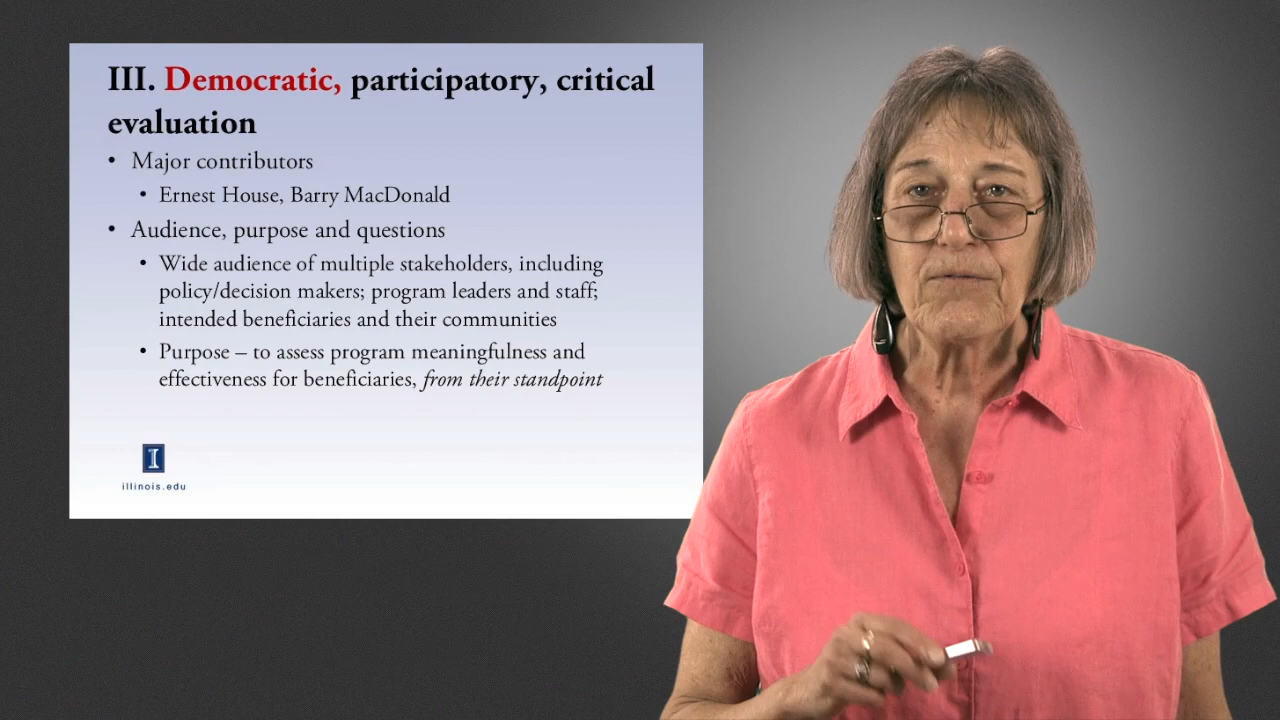 III. Democratic, participatory, critical
evaluation
• Major contributors
• Ernest House, Barry MacDonald
• Audience, purpose and questions
• Wide audience of multiple stakeholders, including
policy/decision makers; program leaders and staff;
intended beneficiaries and their communities
• Purpose – to assess program meaningfulness and
effectiveness for beneficiaries, from their standpoint
I
illinois.edu